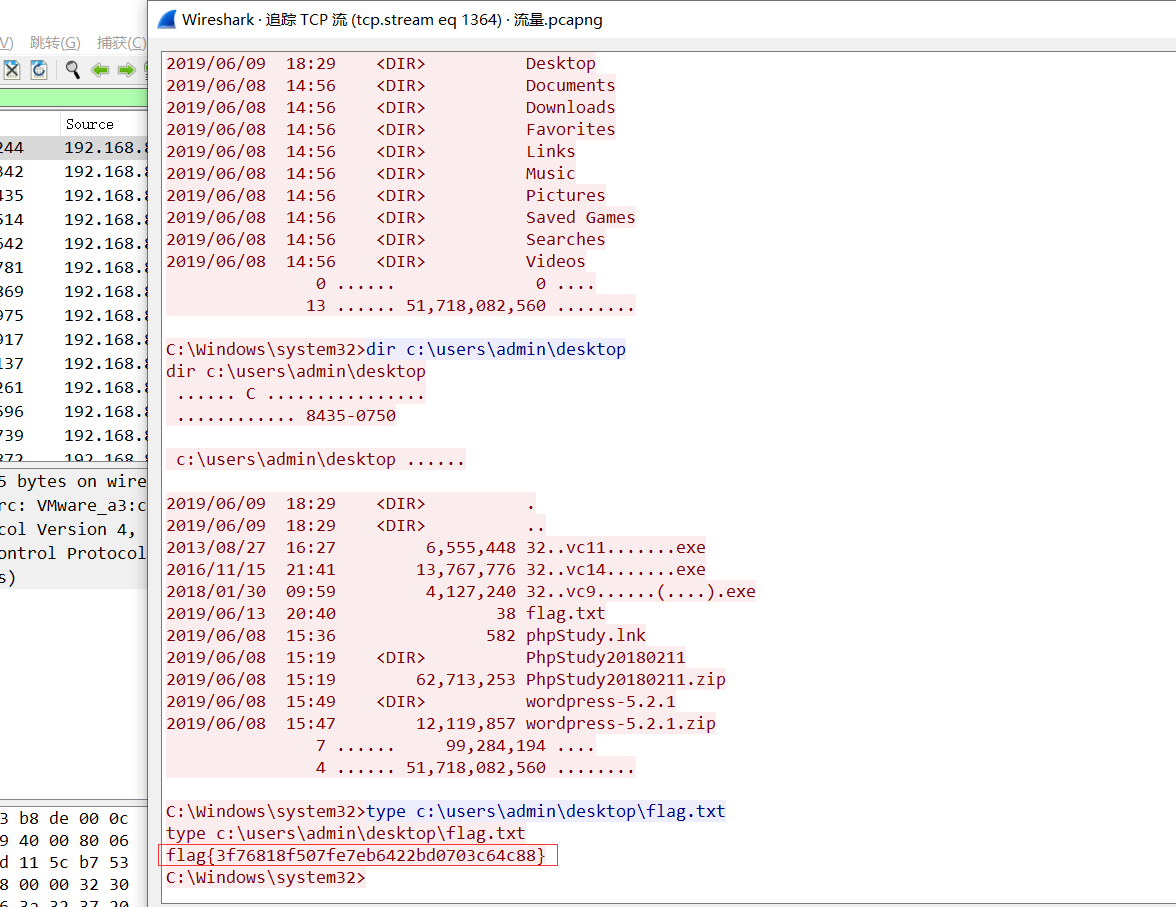 Wireshark · 追踪 TCP 流 (tcp.stream eq 1364) · 流量.pcapng
V) 跳转(G) 捕获(C)
Source
244 192.168.8
342 192.168.8
435 192.168.8
514 192.168.8
542 192.168.8
781 192.168.8
869 192.168.8
975 192.168.8
917 192.168.8
137 192.168.8
261 192.168.8
596 192.168.8
739 192.168.8
872 192.168.8
5 bytes on wire
rc: VMware_a3:c
col Version 4,
ontrol Protocol
s)
3 b8 de 00 0c
9 40 00 80 06
d 11 5c b7 53
8 00 00 32 30
6 3a 32 37 20
2019/06/09 18:29 <DIR> Desktop
2019/06/08 14:56 <DIR> Documents
2019/06/08 14:56 <DIR> Downloads
2019/06/08 14:56 <DIR> Favorites
2019/06/08 14:56 <DIR> Links
2019/06/08 14:56 <DIR> Music
2019/06/08 14:56 <DIR> Pictures
2019/06/08 14:56 <DIR> Saved Games
2019/06/08 14:56 <DIR> Searches
2019/06/08 14:56 <DIR> Videos
0 ...... 0 ....
13 ...... 51,718,082,560 ........
C:\Windows\system32>dir c:\users\admin\desktop
dir c:\users\admin\desktop
...... C ................
............ 8435-0750
c:\users\admin\desktop ......
2019/06/09 18:29 <DIR> .
2019/06/09 18:29 <DIR> ..
2013/08/27 16:27 6,555,448 32..vc11.......exe
2016/11/15 21:41 13,767,776 32..vc14.......exe
2018/01/30 09:59 4,127,240 32..vc9......(....).exe
2019/06/13 20:40 38 flag.txt
2019/06/08 15:36 582 phpStudy.lnk
2019/06/08 15:19 <DIR> PhpStudy20180211
2019/06/08 15:19 62,713,253 PhpStudy20180211.zip
2019/06/08 15:49 <DIR> wordpress-5.2.1
2019/06/08 15:47 12,119,857 wordpress-5.2.1.zip
7 ...... 99,284,194 ....
4 ...... 51,718,082,560 ........
C:\Windows\system32>type c:\users\admin\desktop\flag.txt
type c:\users\admin\desktop\flag.txt
flag{3f76818f507fe7eb6422bd0703c64c88}
C:\Windows\system32>